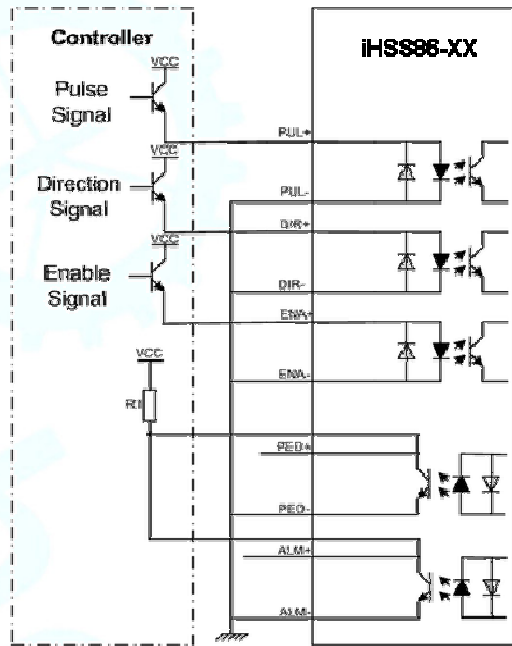 Controller
iHSS86-XX
VCC
Pulse
Signal
PUL+
VCC
Direction
Signal
PUL-
DIR+
VCC
Enable
Signal
DIR-
ENA+
VCC
ENA-
R1
PED+
PED-
ALM+
ALM-